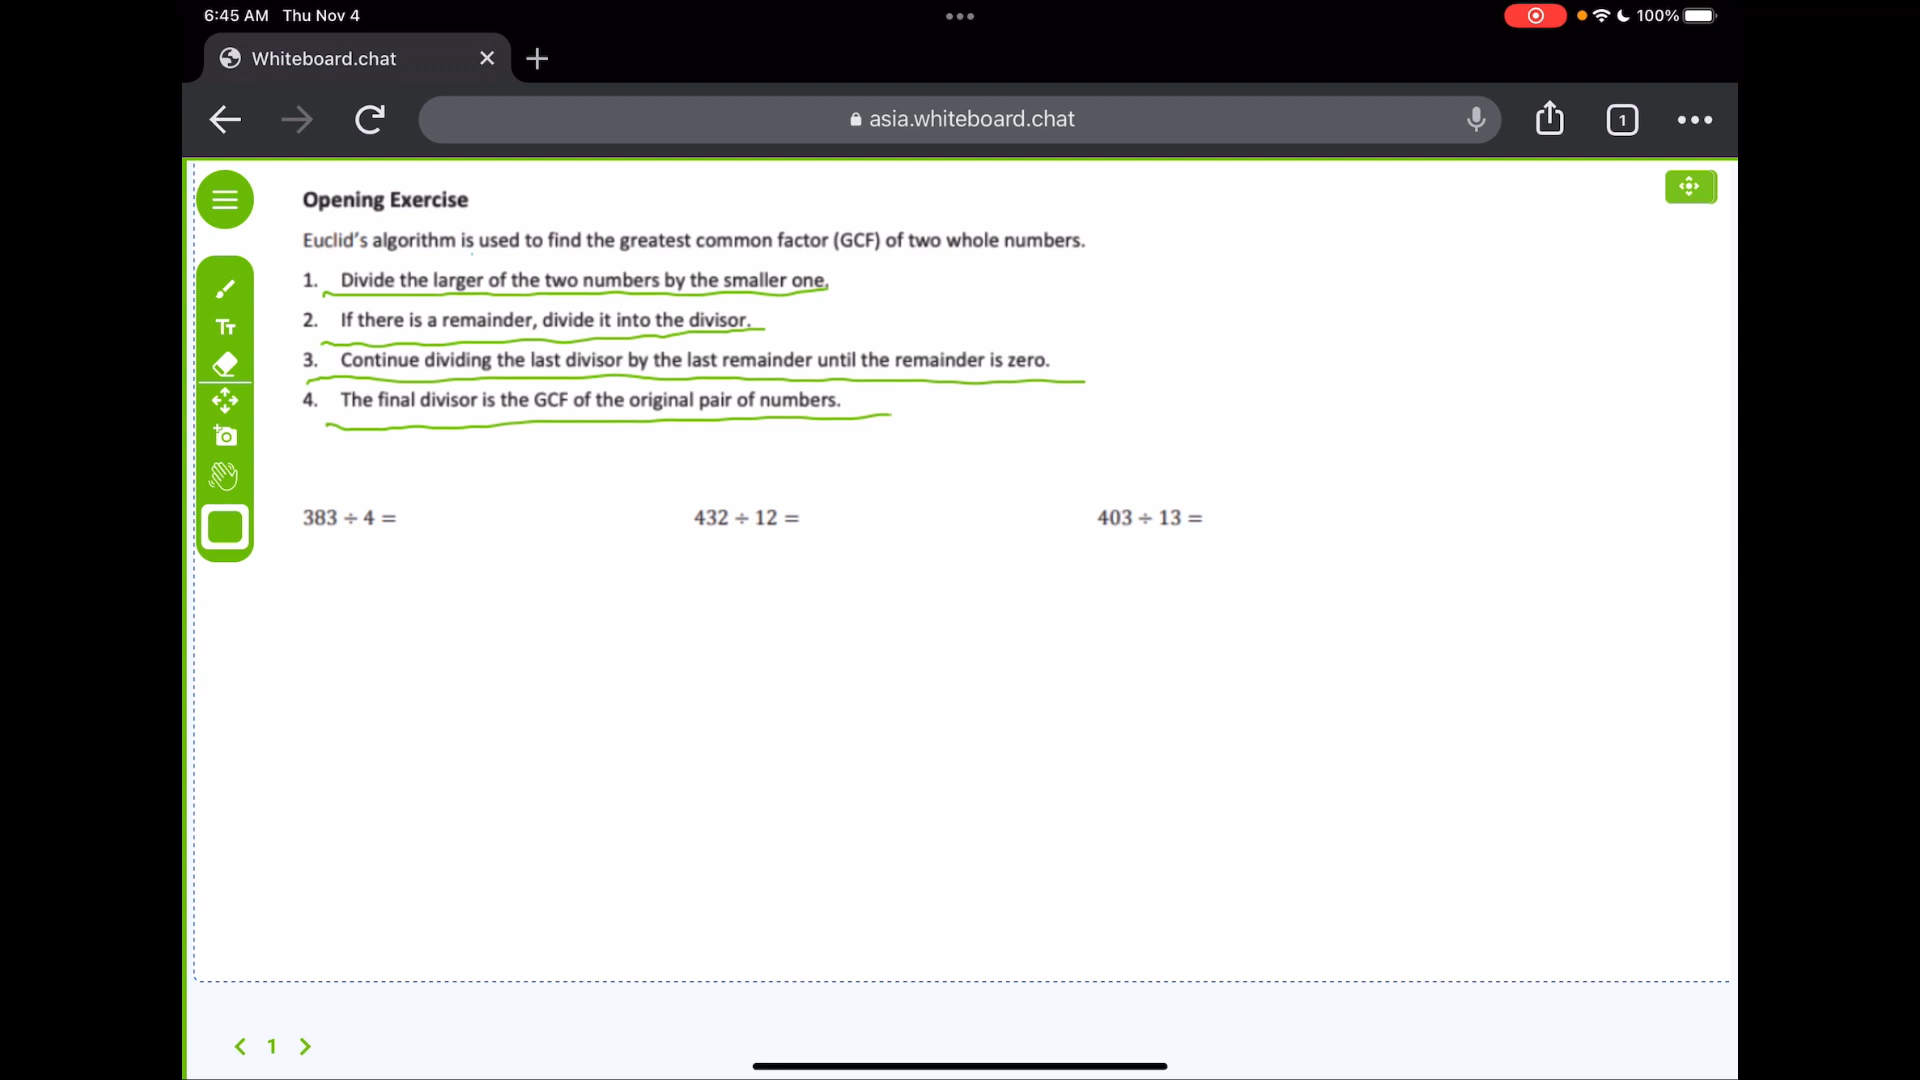 6:45 AM Thu Nov 4
100%
Whiteboard.chat
asia.whiteboard.chat
1
Opening Exercise
Euclid's algorithm is used to find the greatest common factor (GCF) of two whole numbers.
1. Divide the larger of the two numbers by the smaller one.
2. If there is a remainder, divide it into the divisor.
3. Continue dividing the last divisor by the last remainder until the remainder is zero.
4. The final divisor is the GCF of the original pair of numbers.
383 ÷ 4 = 432 ÷ 12 = 403 ÷ 13 =
TT
1